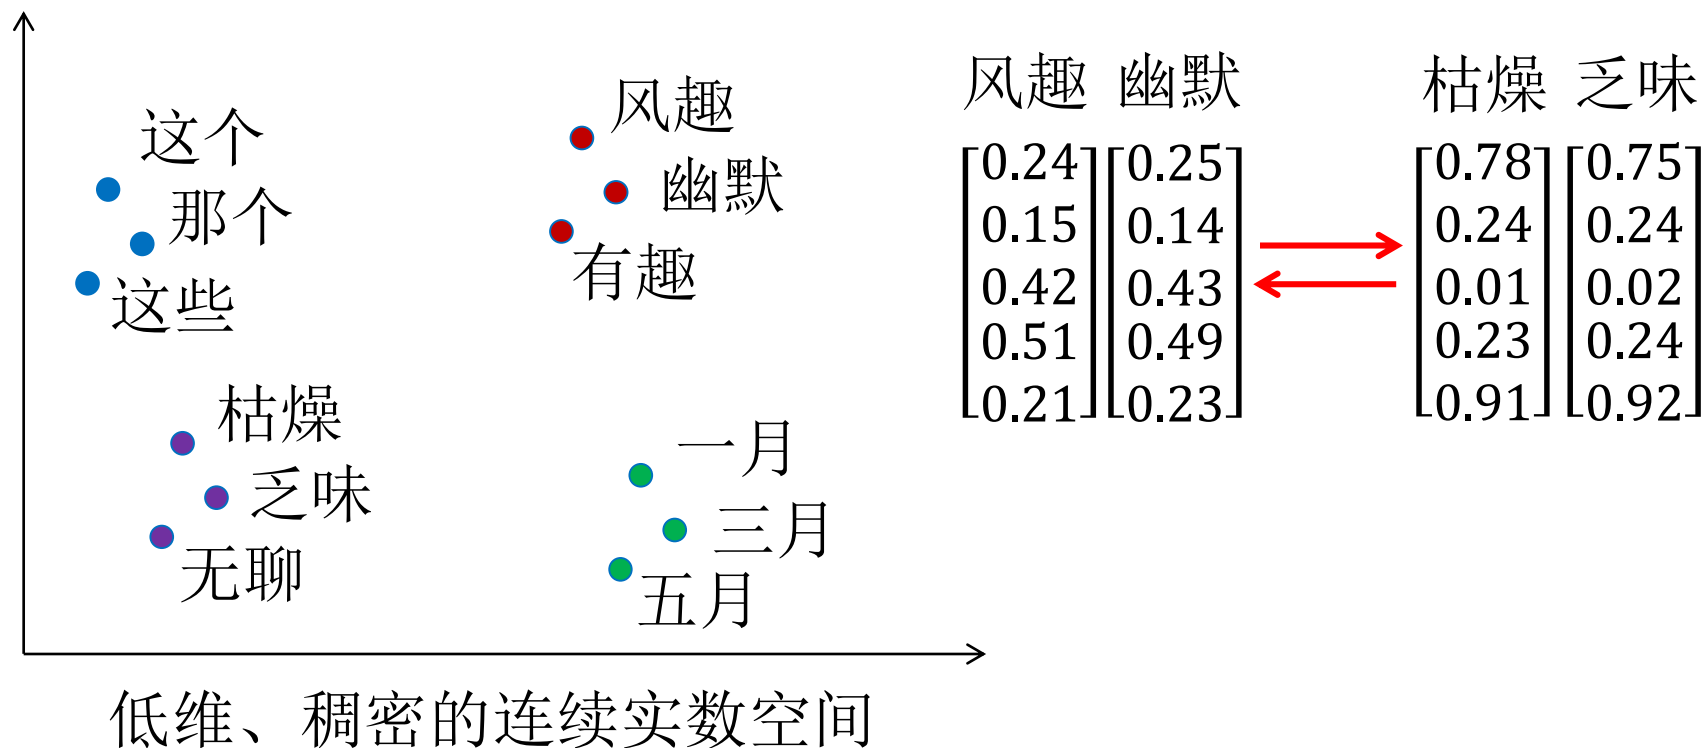 这个
那个
这些
风趣
幽默
有趣
枯燥
乏味
无聊
一月
三月
五月
低维、稠密的连续实数空间
风趣 幽默 枯燥 乏味
0.24 0.25 0.78 0.75
0.15 0.14 0.24 0.24
0.42 0.43 0.01 0.02
0.51 0.49 0.23 0.24
0.21 0.23 0.91 0.92